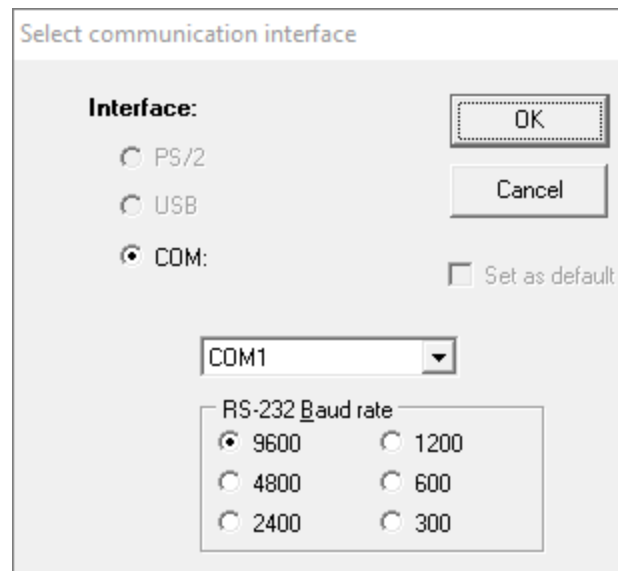 Select communication interface
Interface:
OK
PS/2
Cancel
USB
COM:
Set as default
COM1
RS-232 Baud rate
9600 1200
4800 600
2400 300